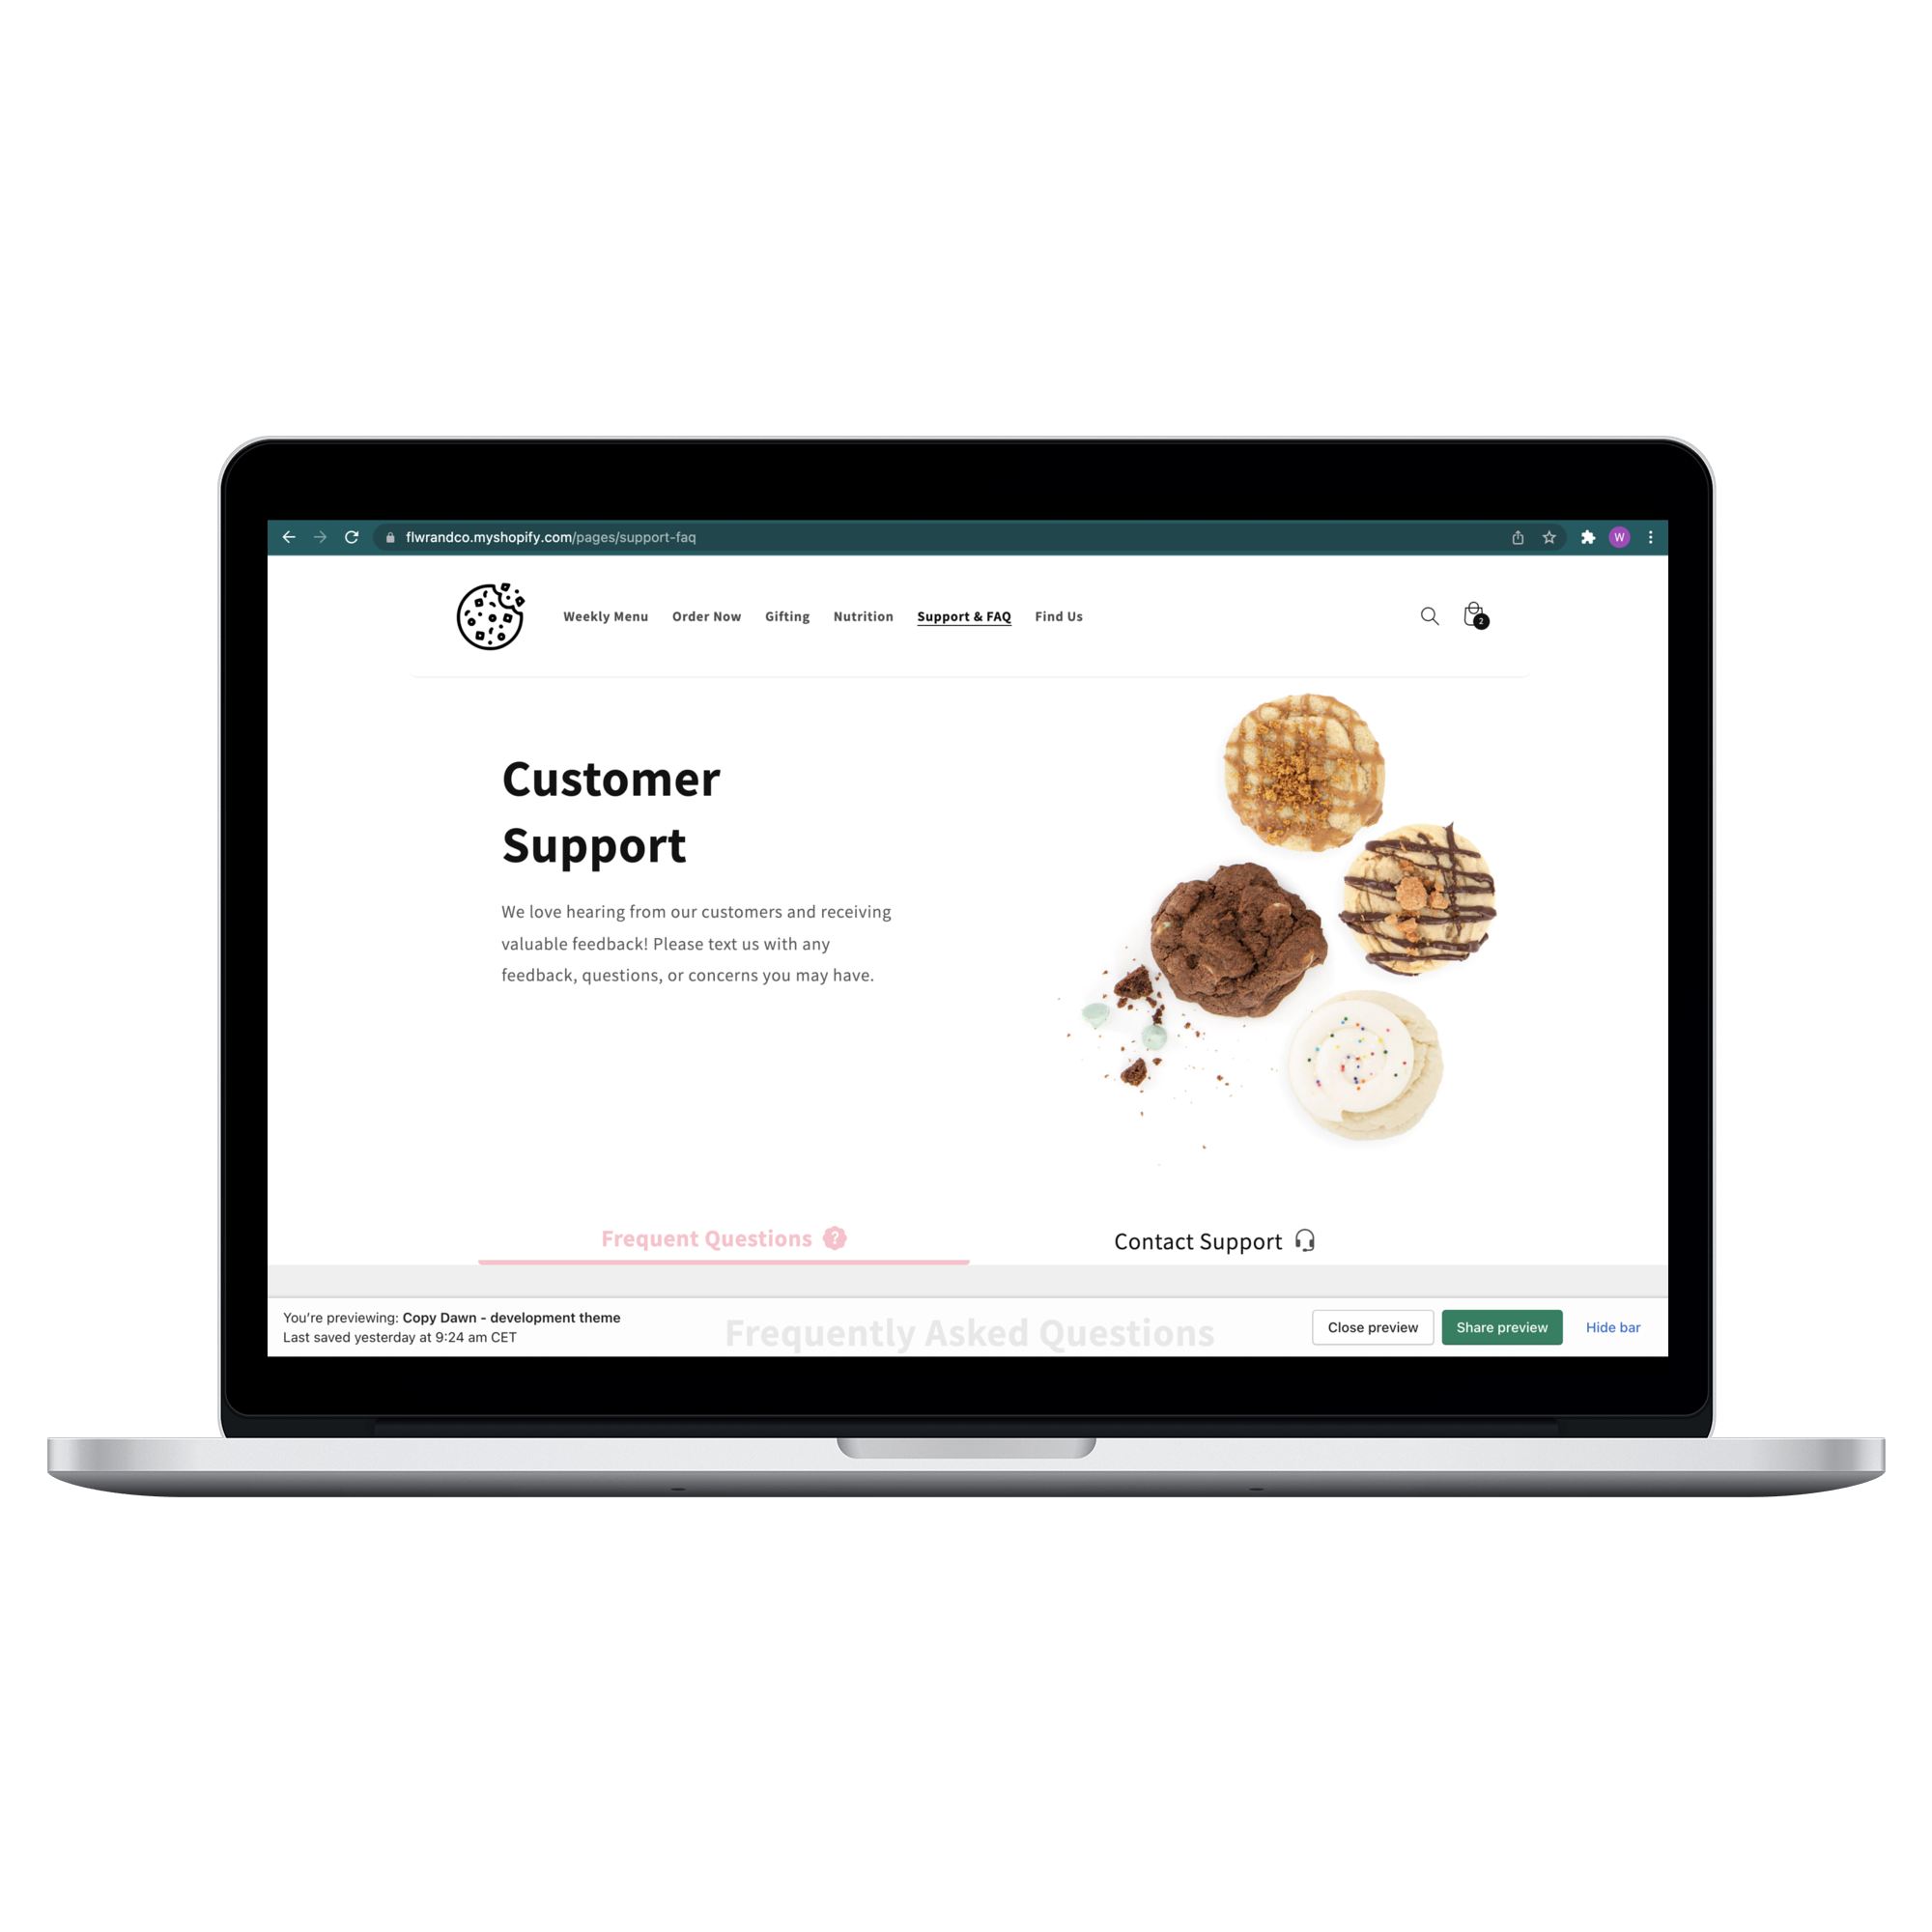 flwrandco.myshopify.com/pages/support-faq
W
Weekly Menu Order Now Gifting Nutrition Support & FAQ Find Us
2
Customer
Support
We love hearing from our customers and receiving
valuable feedback! Please text us with any
feedback, questions, or concerns you may have.
Frequent Questions ?
Contact Support
You're previewing: Copy Dawn - development theme
Last saved yesterday at 9:24 am CET
Frequently Asked Questions
Close preview Share preview Hide bar